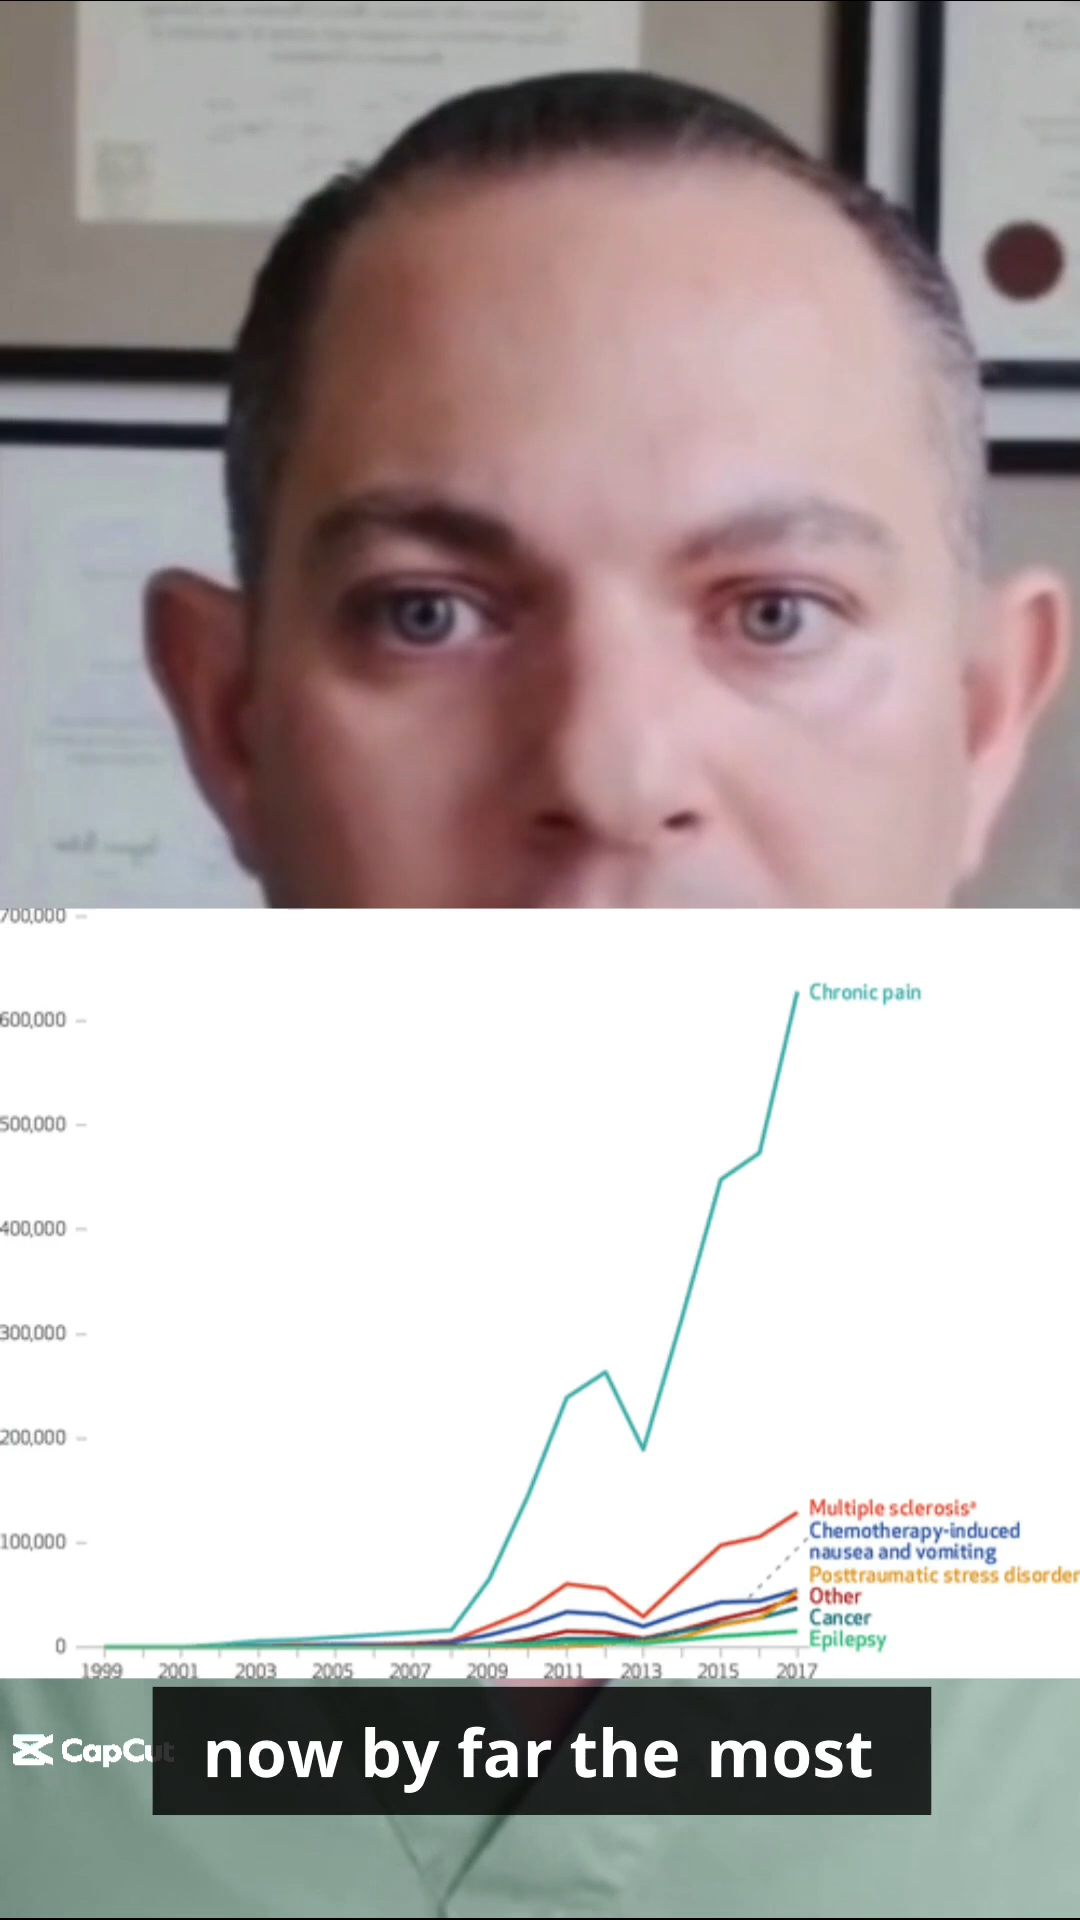 700,000
600,000
500,000
400,000
300,000
200,000
100,000
0
Chronic pain
Multiple sclerosisª
Chemotherapy-induced
nausea and vomiting
Posttraumatic stress disorder
Other
Cancer
Epilepsy
1999 2001 2003 2005 2007 2009 2011 2013 2015 2017
CapCut
now by far the most